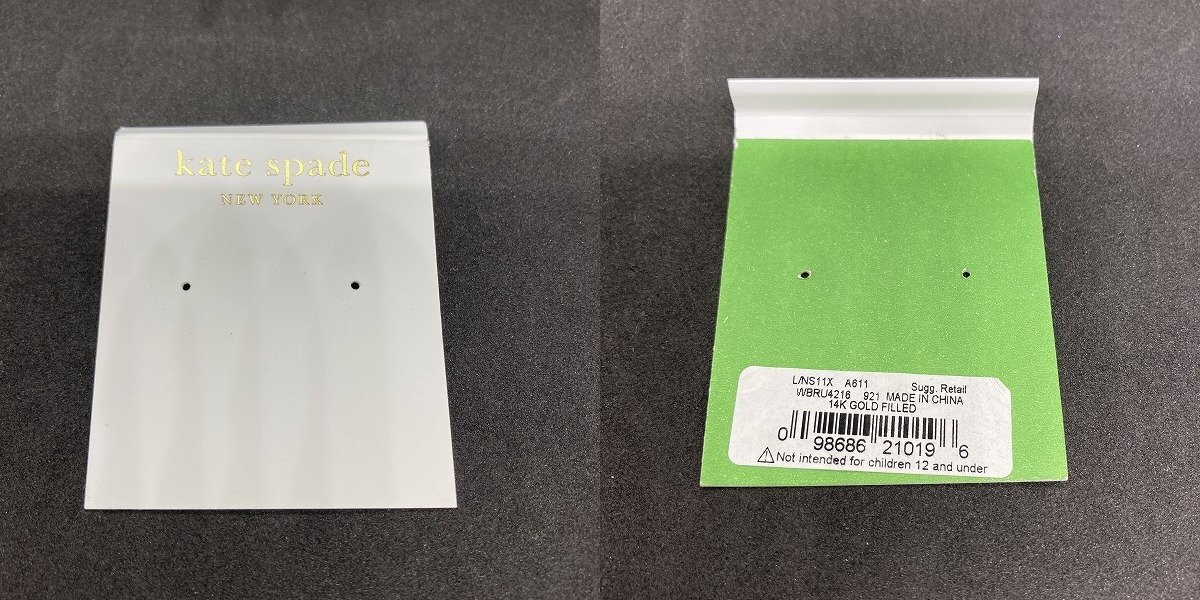 kate spade
NEW YORK
L/NS11X A611 Sugg. Retail
WBRU4216 921 MADE IN CHINA
14K GOLD FILLED
0 98686 21019 6
Not intended for children 12 and under